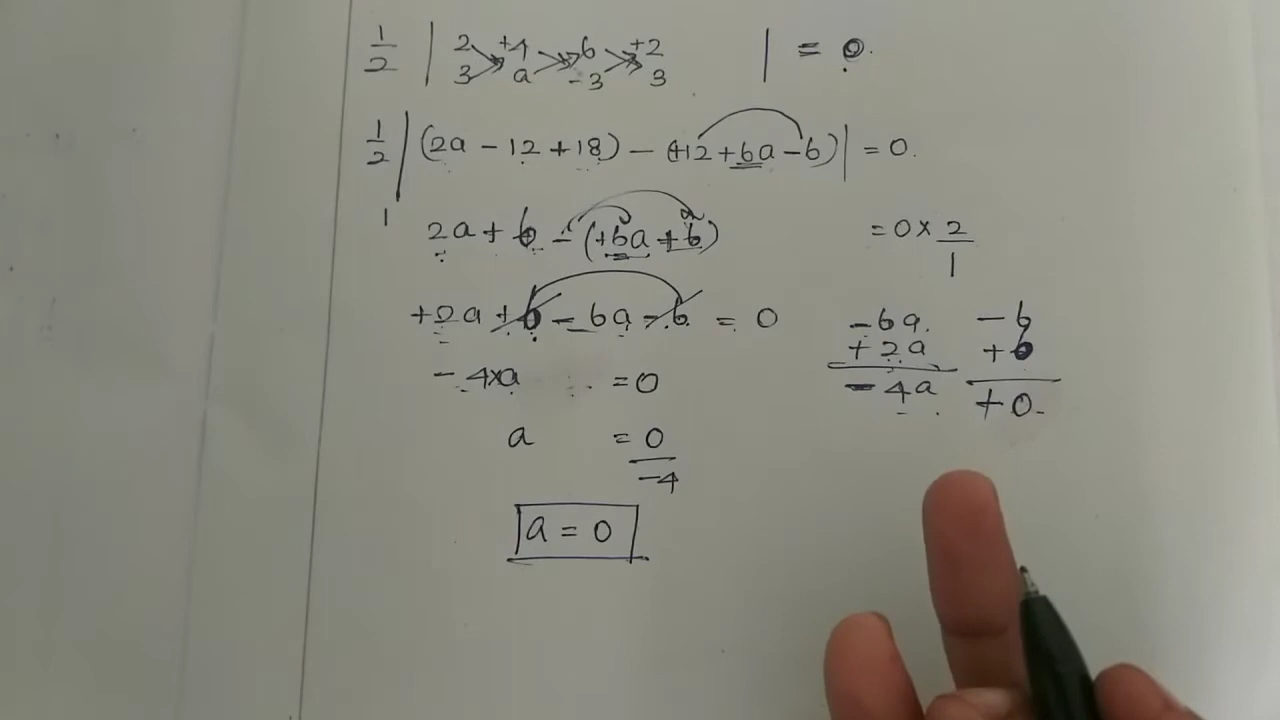 1/2 | 2 +4 6 +2 | = 0.
3 a -3 3
1/2 | (2a - 12 + 18) - (+12 + 6a - 6) | = 0.
1 2a + 6 - (+6a + 6) = 0 × 2/1
+2a + 6 - 6a - 6 = 0
-4×a = 0
a = 0/-4
a = 0
-6a. -6
+2a +6
-4a +0